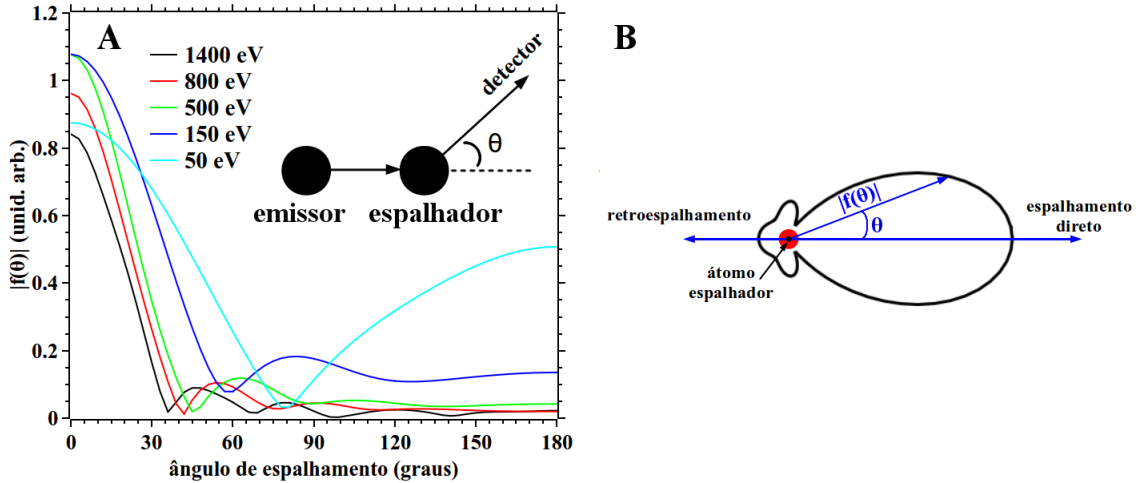 A
1.2
1
0.8
0.6
0.4
0.2
0
|f(θ)| (umid. arb.)
1400 eV
800 eV
500 eV
150 eV
50 eV
detector
θ
emissor
espalhador
0 30 60 90 120 150 180
ângulo de espalhamento (graus)
B
|f(θ)|
θ
retroespalhamento
espalhamento
direto
átomo
espalhador